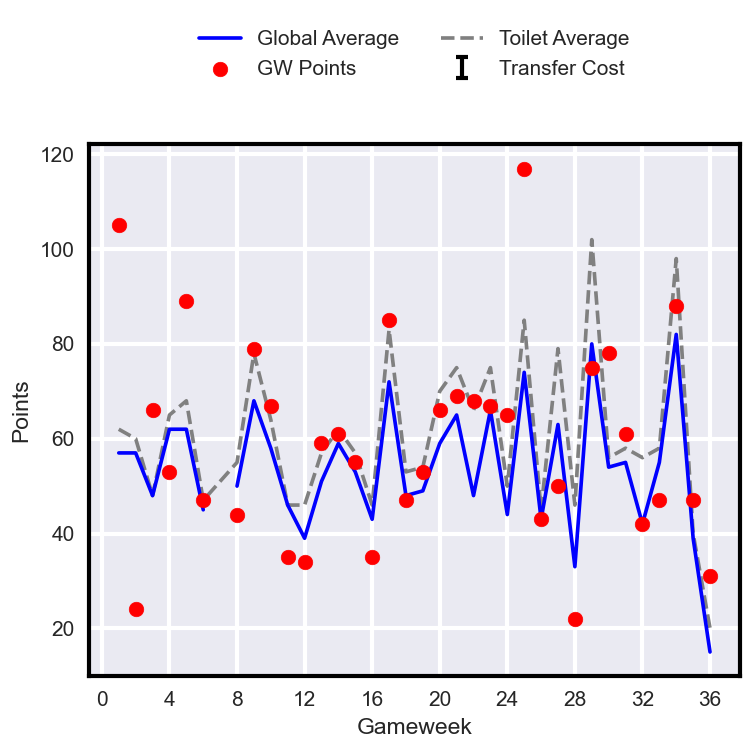 Global Average
Toilet Average
GW Points
Transfer Cost
120
100
80
60
40
20
Points
0 4 8 12 16 20 24 28 32 36
Gameweek